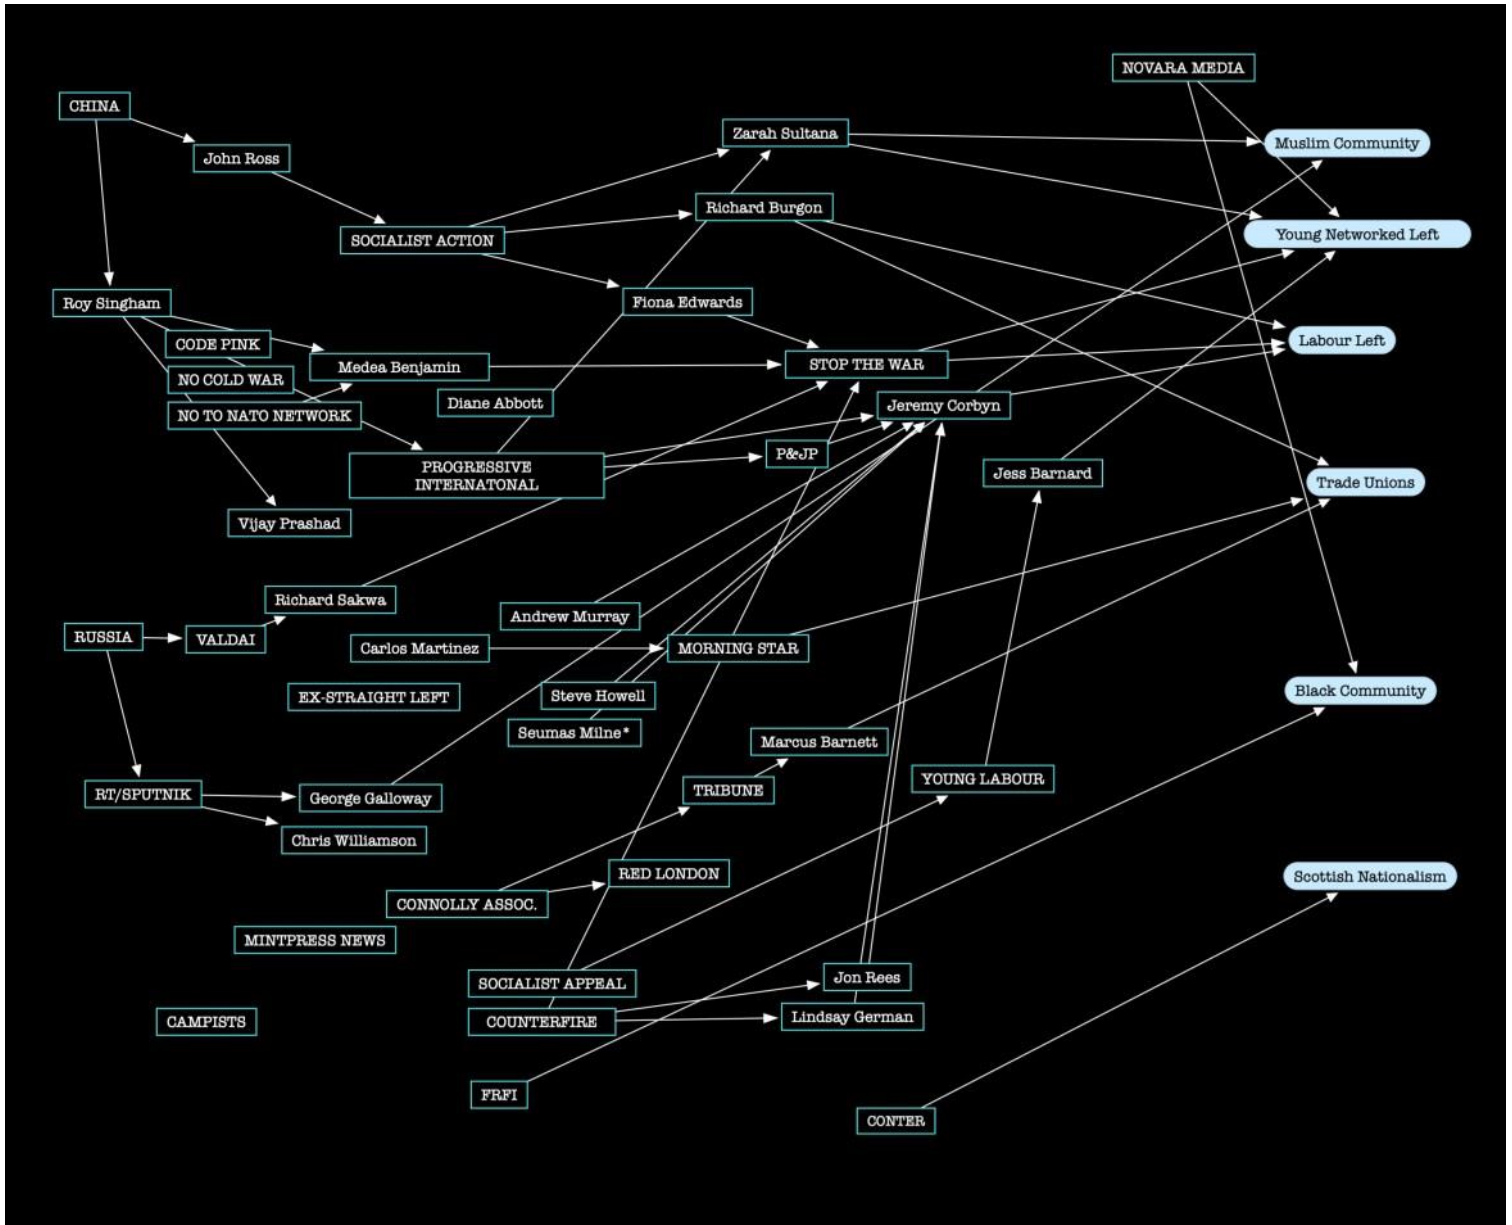 NOVARA MEDIA
CHINA
Zarah Sultana
Muslim Community
John Ross
Richard Burgon
SOCIALIST ACTION
Young Networked Left
Roy Singham
Fiona Edwards
CODE PINK
Labour Left
Medea Benjamin
STOP THE WAR
NO COLD WAR
Diane Abbott
Jeremy Corbyn
NO TO NATO NETWORK
P&JP
PROGRESSIVE
INTERNATONAL
Jess Barnard
Trade Unions
Vijay Prashad
Richard Sakwa
Andrew Murray
RUSSIA
VALDAI
Carlos Martinez
MORNING STAR
EX-STRAIGHT LEFT
Steve Howell
Black Community
Seumas Milne*
Marcus Barnett
YOUNG LABOUR
TRIBUNE
RT/SPUTNIK
George Galloway
Chris Williamson
RED LONDON
Scottish Nationalism
CONNOLLY ASSOC.
MINTPRESS NEWS
SOCIALIST APPEAL
Jon Rees
CAMPISTS
COUNTERFIRE
Lindsay German
FRFI
CONTER